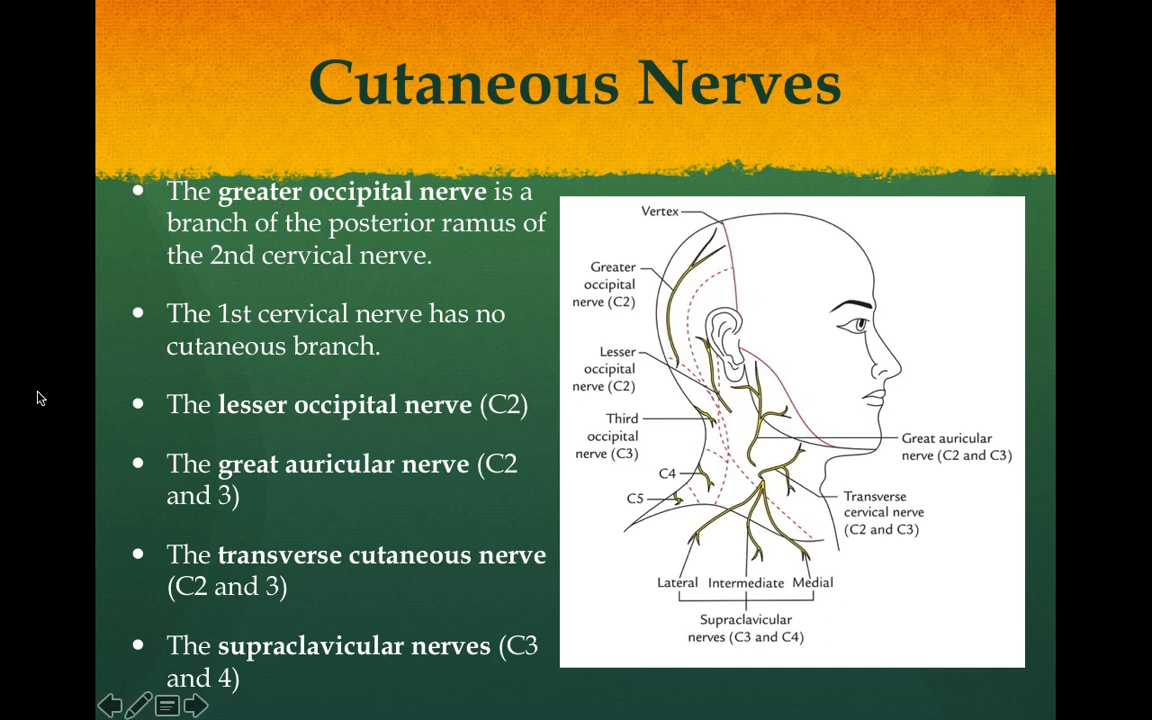 Cutaneous Nerves
• The greater occipital nerve is a
branch of the posterior ramus of
the 2nd cervical nerve.
• The 1st cervical nerve has no
cutaneous branch.
• The lesser occipital nerve (C2)
• The great auricular nerve (C2
and 3)
• The transverse cutaneous nerve
(C2 and 3)
• The supraclavicular nerves (C3
and 4)
Vertex
Greater
occipital
nerve (C2)
Lesser
occipital
nerve (C2)
Third
occipital
nerve (C3)
C4
C5
Great auricular
nerve (C2 and C3)
Transverse
cervical nerve
(C2 and C3)
Lateral Intermediate Medial
Supraclavicular
nerves (C3 and C4)